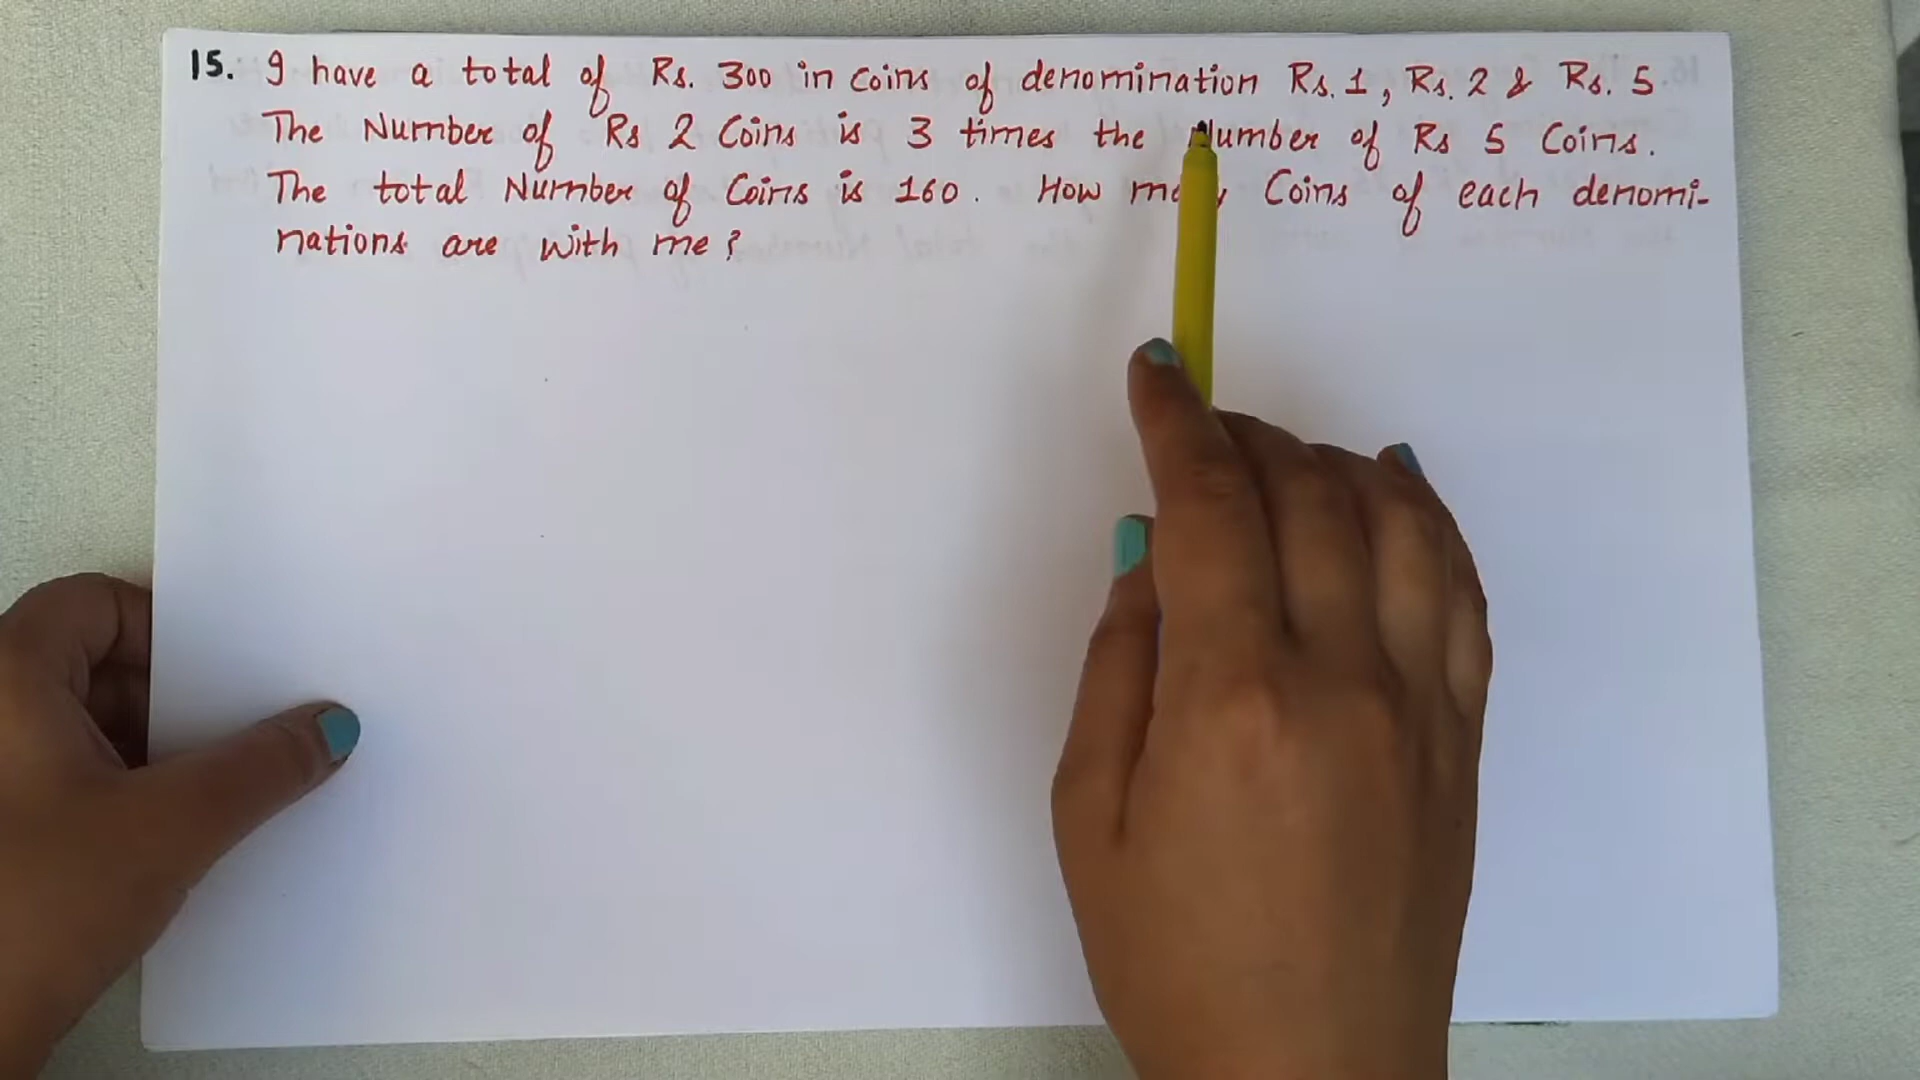 15. I have a total of Rs. 300 in coins of denomination Rs. 1, Rs. 2 & Rs. 5
The Number of Rs 2 Coins is 3 times the Number of Rs 5 Coins.
The total Number of Coins is 160. How many Coins of each denomi-
nations are with me?